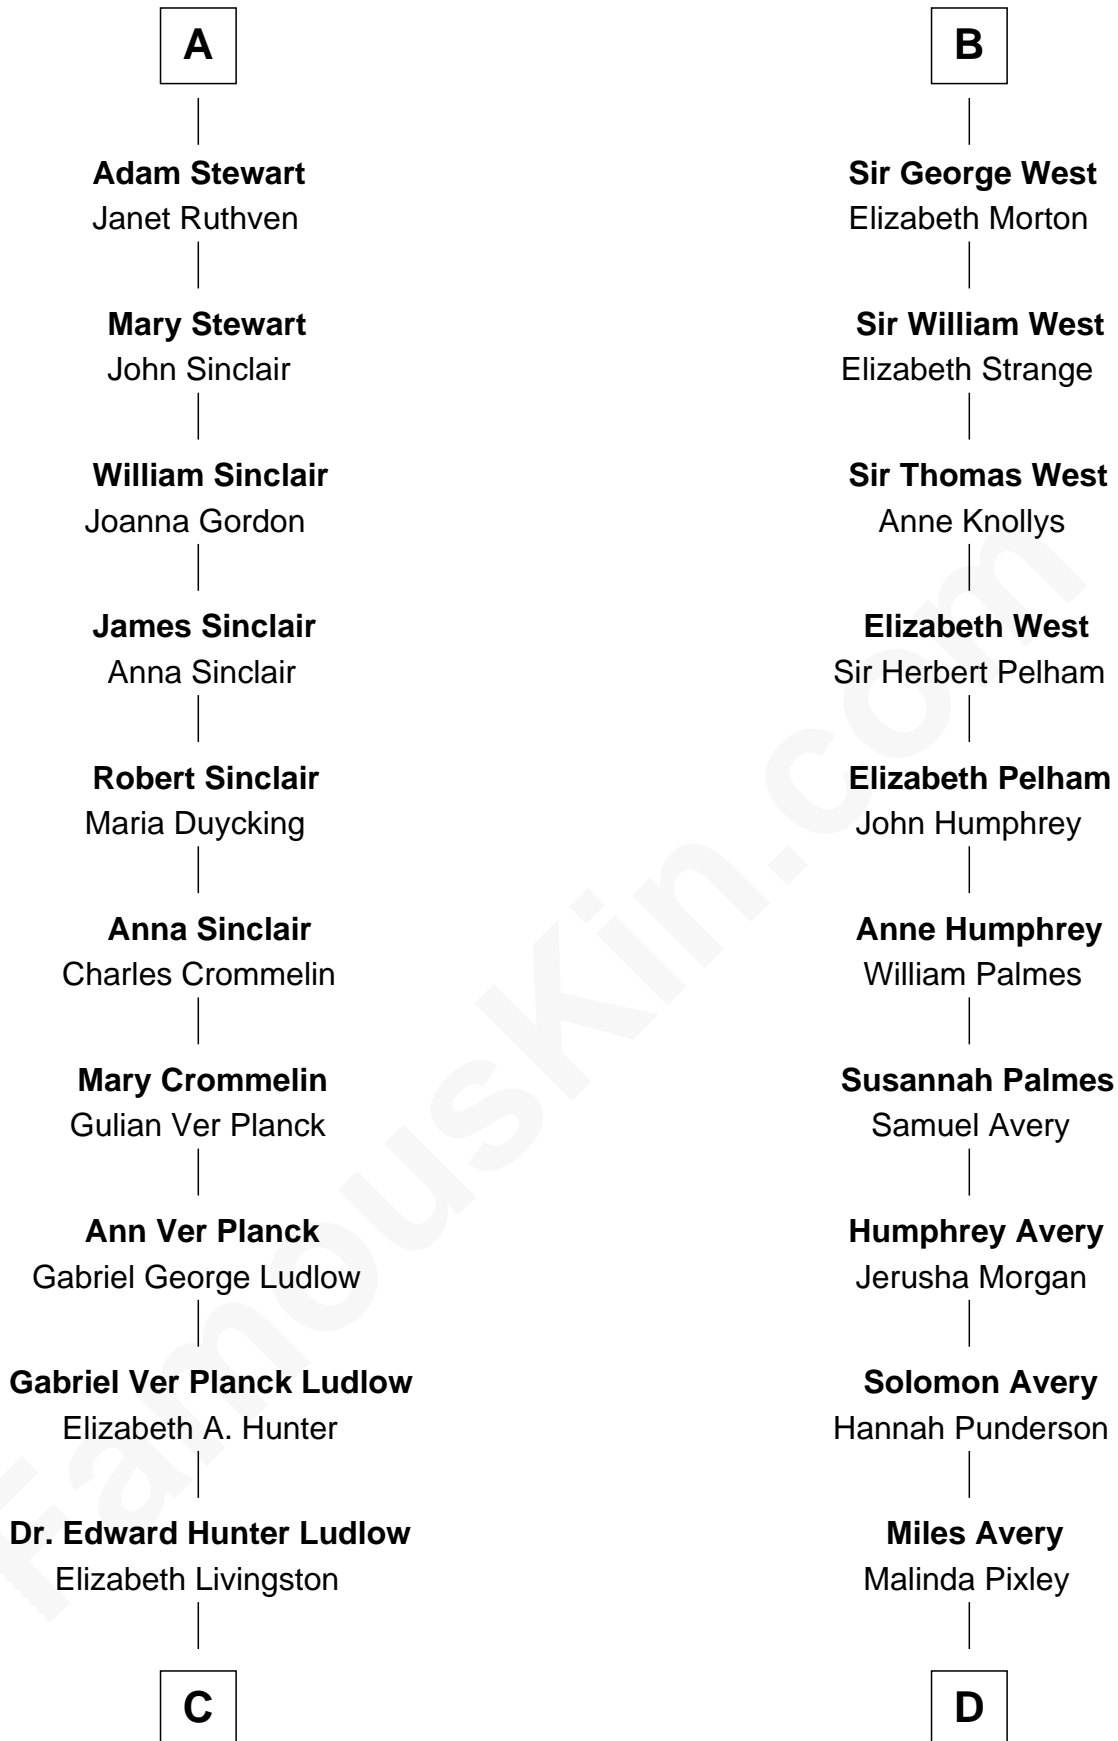 A
Adam Stewart
Janet Ruthven
Mary Stewart
John Sinclair
William Sinclair
Joanna Gordon
James Sinclair
Anna Sinclair
Robert Sinclair
Maria Duycking
Anna Sinclair
Charles Crommelin
Mary Crommelin
Gulian Ver Planck
Ann Ver Planck
Gabriel George Ludlow
Gabriel Ver Planck Ludlow
Elizabeth A. Hunter
Dr. Edward Hunter Ludlow
Elizabeth Livingston
C
B
Sir George West
Elizabeth Morton
Sir William West
Elizabeth Strange
Sir Thomas West
Anne Knollys
Elizabeth West
Sir Herbert Pelham
Elizabeth Pelham
John Humphrey
Anne Humphrey
William Palmes
Susannah Palmes
Samuel Avery
Humphrey Avery
Jerusha Morgan
Solomon Avery
Hannah Punderson
Miles Avery
Malinda Pixley
D
FamousKin.com